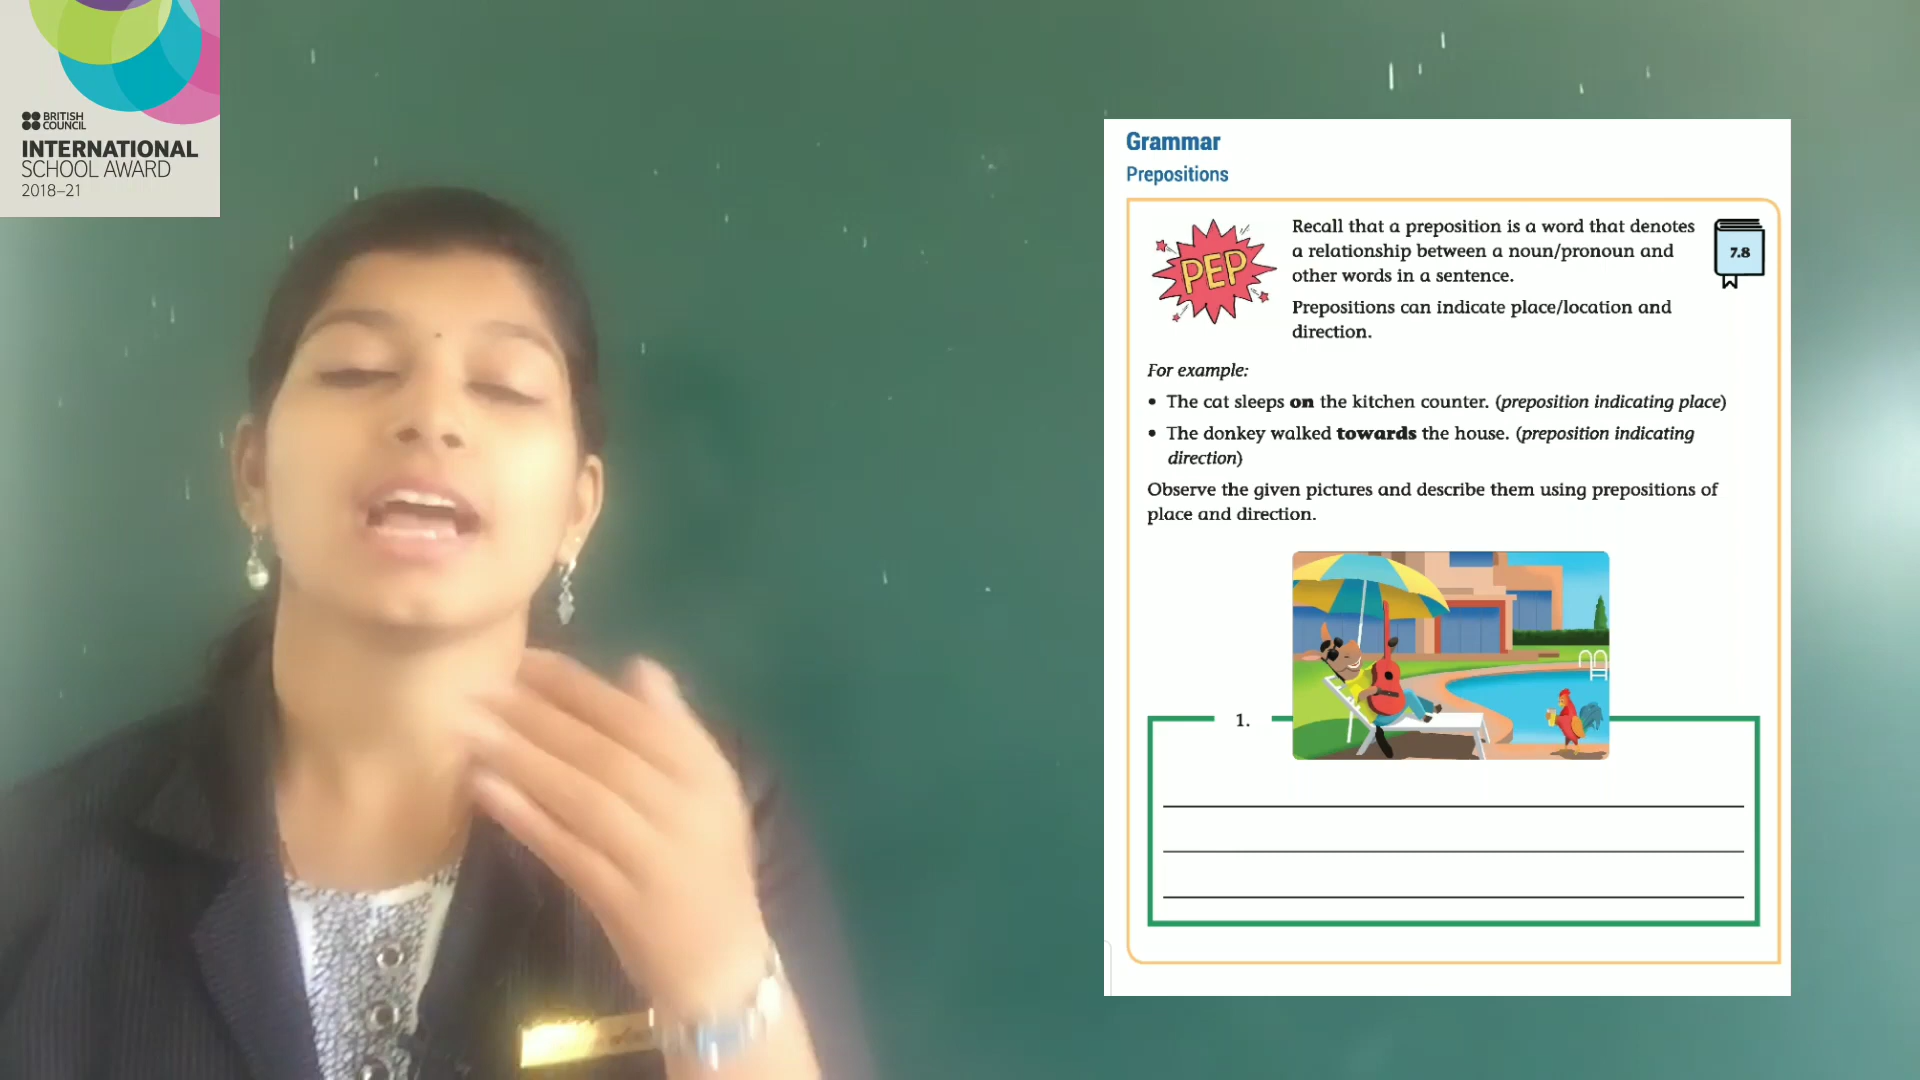 BRITISH
COUNCIL
INTERNATIONAL
SCHOOL AWARD
2018–21
Grammar
Prepositions
PEP
Recall that a preposition is a word that denotes
a relationship between a noun/pronoun and
other words in a sentence.
7.8
Prepositions can indicate place/location and
direction.
For example:
• The cat sleeps on the kitchen counter. (preposition indicating place)
• The donkey walked towards the house. (preposition indicating
direction)
Observe the given pictures and describe them using prepositions of
place and direction.
1.